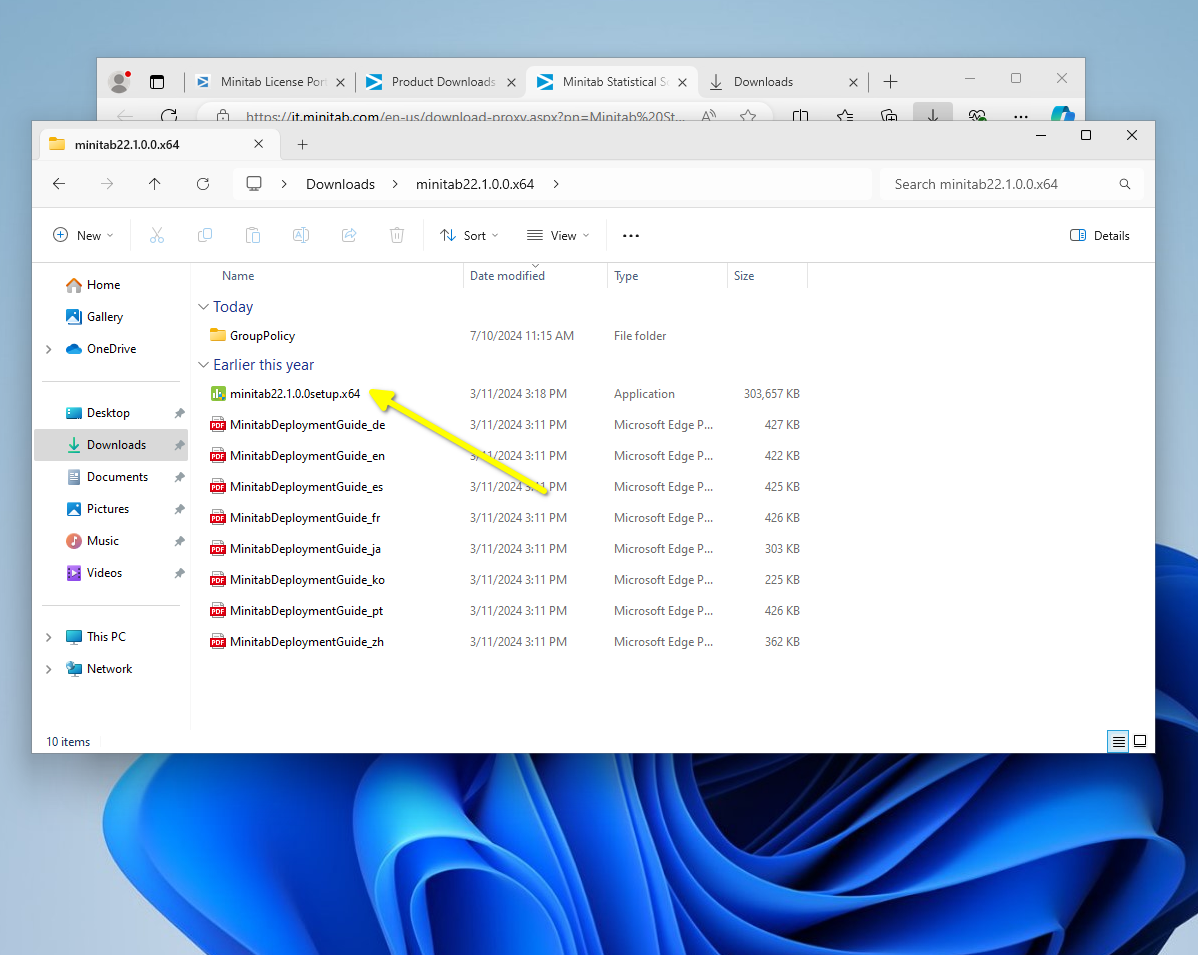 Minitab License Port
Product Downloads
Minitab Statistical S
Downloads
https://it.minitab.com/en-us/download-proxy.aspx?pn=Minitab%20St...
minitab22.1.0.0.x64
Downloads
minitab22.1.0.0.x64
Search minitab22.1.0.0.x64
New
Sort
View
Details
Home
Gallery
OneDrive
Desktop
Downloads
Documents
Pictures
Music
Videos
This PC
Network
Name Date modified Type Size
Today
GroupPolicy 7/10/2024 11:15 AM File folder
Earlier this year
minitab22.1.0.0setup.x64 3/11/2024 3:18 PM Application 303,657 KB
PDF MinitabDeploymentGuide_de 3/11/2024 3:11 PM Microsoft Edge P... 427 KB
PDF MinitabDeploymentGuide_en 3/11/2024 3:11 PM Microsoft Edge P... 422 KB
PDF MinitabDeploymentGuide_es 3/11/2024 3:11 PM Microsoft Edge P... 425 KB
PDF MinitabDeploymentGuide_fr 3/11/2024 3:11 PM Microsoft Edge P... 426 KB
PDF MinitabDeploymentGuide_ja 3/11/2024 3:11 PM Microsoft Edge P... 303 KB
PDF MinitabDeploymentGuide_ko 3/11/2024 3:11 PM Microsoft Edge P... 225 KB
PDF MinitabDeploymentGuide_pt 3/11/2024 3:11 PM Microsoft Edge P... 426 KB
PDF MinitabDeploymentGuide_zh 3/11/2024 3:11 PM Microsoft Edge P... 362 KB
10 items